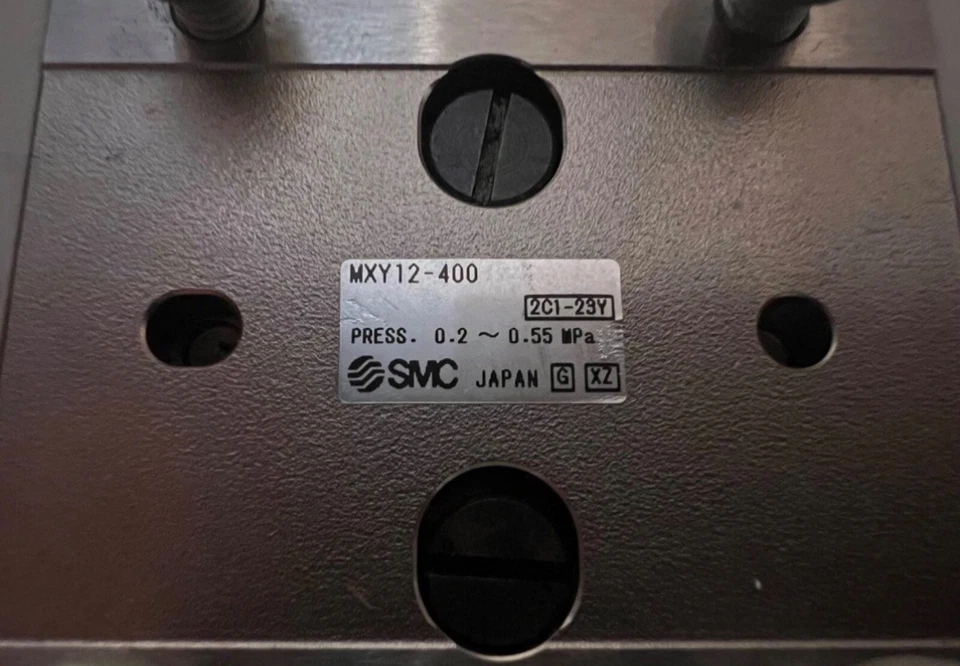 MXY12-400
2C1-23Y
PRESS. 0.2 ~ 0.55 MPa
SMC JAPAN G XZ